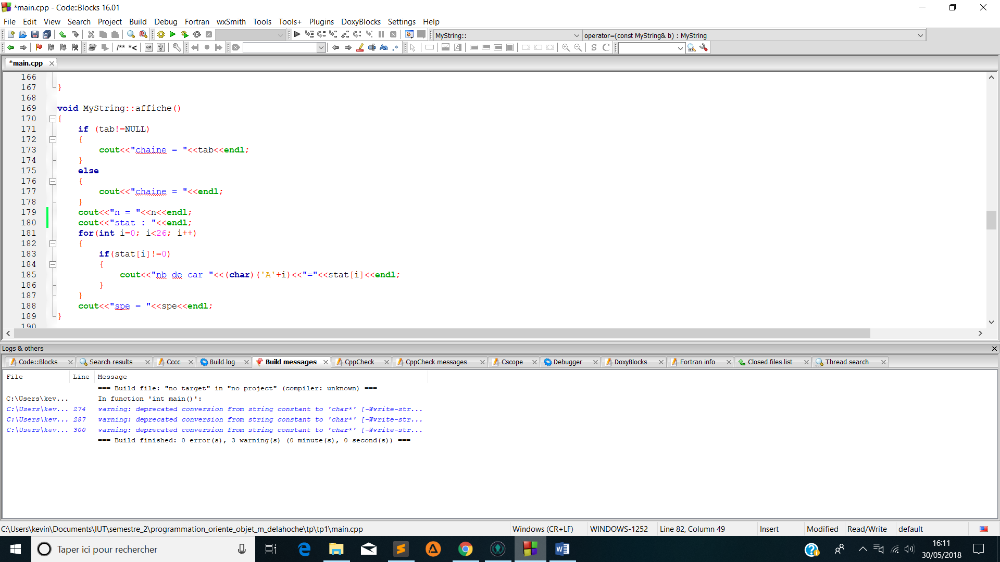 *main.cpp - Code::Blocks 16.01
File Edit View Search Project Build Debug Fortran wxSmith Tools Tools+ Plugins DoxyBlocks Settings Help
MyString:: operator=(const MyString& b) : MyString
/** *< Aa .* S C
*main.cpp
166
167 }
168
169 void MyString::affiche()
170 {
171 if (tab!=NULL)
172 {
173 cout<<"chaine = "<<tab<<endl;
174 }
175 else
176 {
177 cout<<"chaine = "<<endl;
178 }
179 cout<<"n = "<<n<<endl;
180 cout<<"stat : "<<endl;
181 for(int i=0; i<26; i++)
182 {
183 if(stat[i]!=0)
184 {
185 cout<<"nb de car "<<(char)('A'+i)<<"="<<stat[i]<<endl;
186 }
187 }
188 cout<<"spe = "<<spe<<endl;
189 }
190
Logs & others
Code::Blocks Search results Cccc Build log Build messages CppCheck CppCheck messages Cscope Debugger DoxyBlocks Fortran info Closed files list Thread search
File Line Message
=== Build file: "no target" in "no project" (compiler: unknown) ===
C:\Users\kev... In function 'int main()':
C:\Users\kev... 274 warning: deprecated conversion from string constant to 'char*' [-Wwrite-str...
C:\Users\kev... 287 warning: deprecated conversion from string constant to 'char*' [-Wwrite-str...
C:\Users\kev... 300 warning: deprecated conversion from string constant to 'char*' [-Wwrite-str...
=== Build finished: 0 error(s), 3 warning(s) (0 minute(s), 0 second(s)) ===
C:\Users\kevin\Documents\IUT\semestre_2\programmation_oriente_objet_m_delahoche\tp\tp1\main.cpp Windows (CR+LF) WINDOWS-1252 Line 82, Column 49 Insert Modified Read/Write default
Taper ici pour rechercher
16:11
30/05/2018